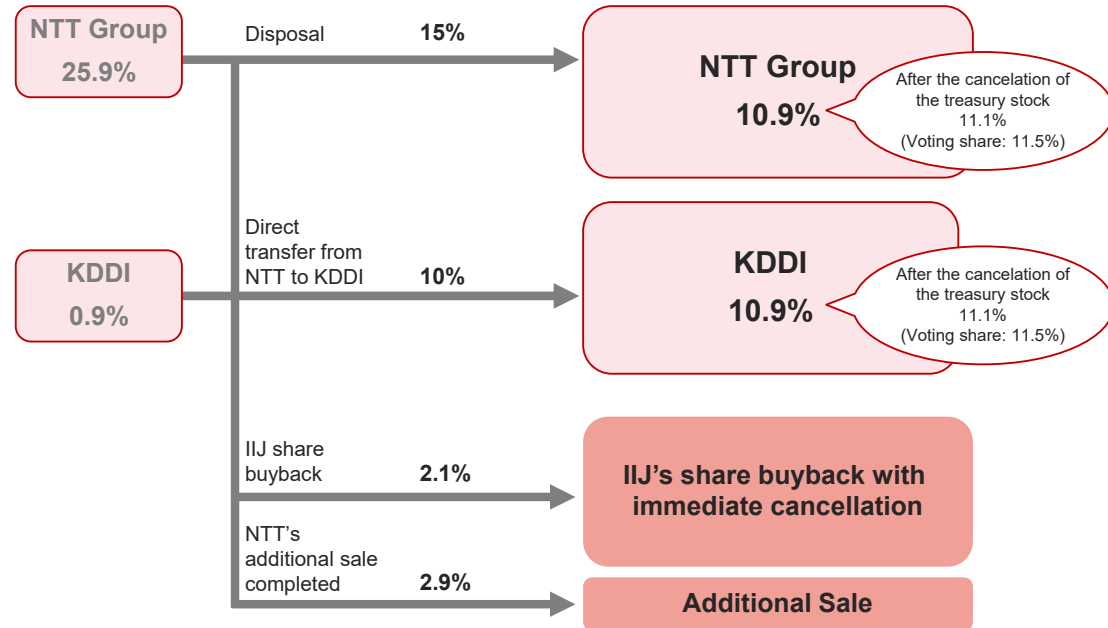 NTT Group
25.9%
Disposal
15%
NTT Group
10.9%
After the cancelation of
the treasury stock
11.1%
(Voting share: 11.5%)
KDDI
0.9%
Direct
transfer from
NTT to KDDI
10%
KDDI
10.9%
After the cancelation of
the treasury stock
11.1%
(Voting share: 11.5%)
IIJ share
buyback
2.1%
IIJ’s share buyback with
immediate cancellation
NTT’s
additional sale
completed
2.9%
Additional Sale